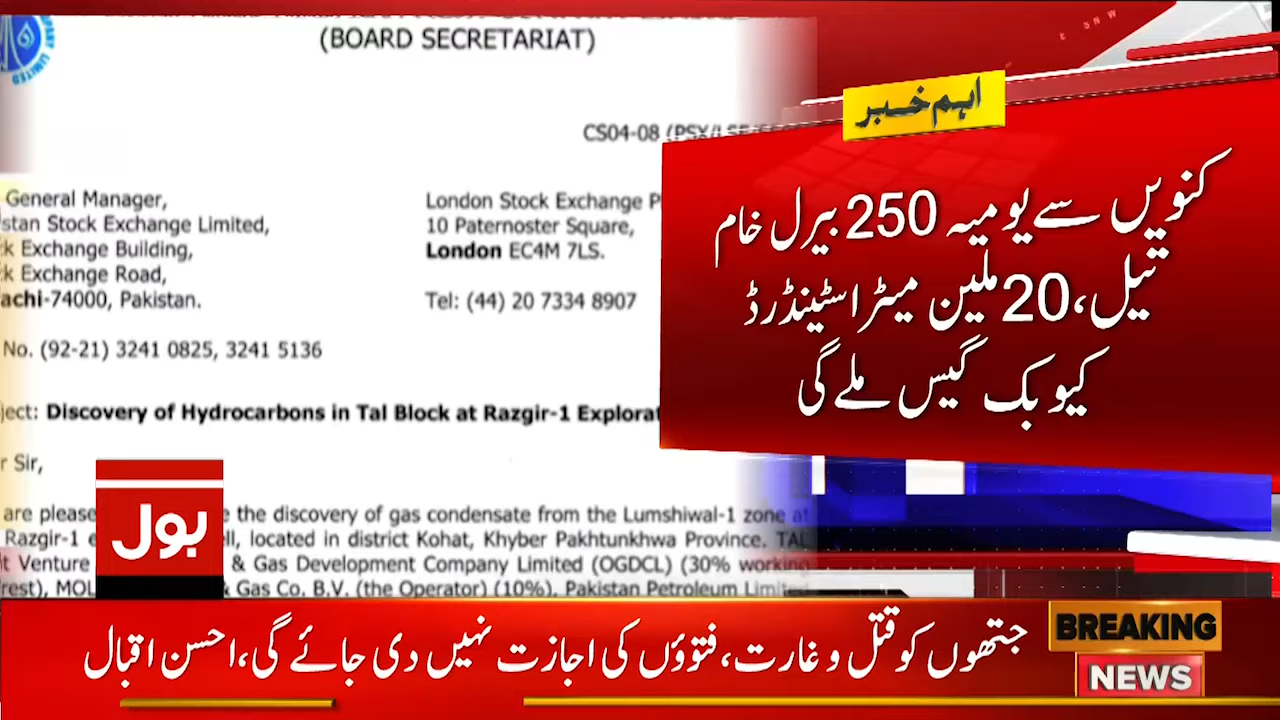 (BOARD SECRETARIAT)
CS04-08 (PSX/LSE
General Manager,
stan Stock Exchange Limited,
k Exchange Building,
k Exchange Road,
achi-74000, Pakistan.
London Stock Exchange P
10 Paternoster Square,
London EC4M 7LS.
Tel: (44) 20 7334 8907
No. (92-21) 3241 0825, 3241 5136
ject: Discovery of Hydrocarbons in Tal Block at Razgir-1 Explorat
r Sir,
are please the discovery of gas condensate from the Lumshiwal-1 zone at
Razgir-1 e ell, located in district Kohat, Khyber Pakhtunkhwa Province. TAL
t Venture & Gas Development Company Limited (OGDCL) (30% working
rest), MOL & Gas Co. B.V. (the Operator) (10%), Pakistan Petroleum Limited
اہم خبر
کنویں سے یومیہ 250 بیرل خام
تیل، 20 ملین میٹر اسٹینڈرڈ
کیوبک گیس ملے گی
بول
BREAKING
NEWS
جتھوں کو قتل و غارت، فتوؤں کی اجازت نہیں دی جائے گی، احسن اقبال